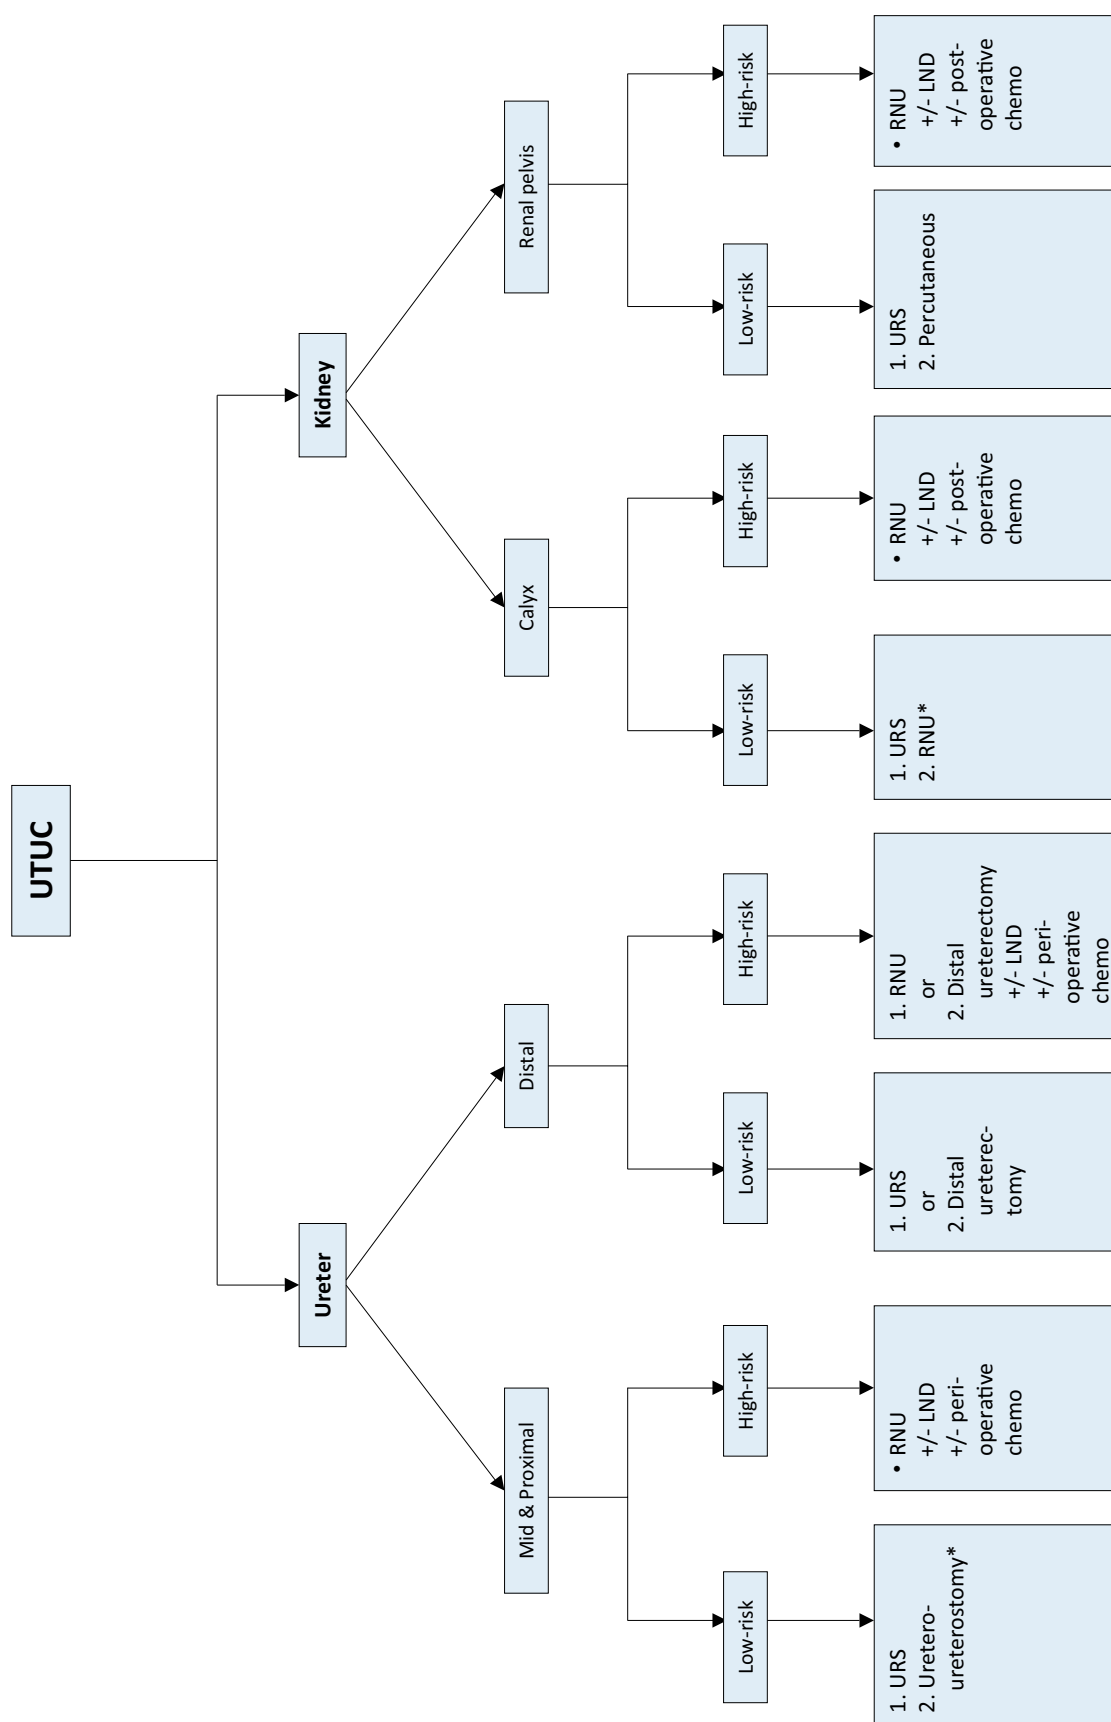 UTUC
Ureter
Kidney
Mid & Proximal
Distal
Calyx
Renal pelvis
Low-risk
High-risk
Low-risk
High-risk
Low-risk
High-risk
Low-risk
High-risk
1. URS
2. Uretero-
ureterostomy*
• RNU
+/- LND
+/- peri-
operative
chemo
1. URS
or
2. Distal
ureterec-
tomy
1. RNU
or
2. Distal
ureterectomy
+/- LND
+/- peri-
operative
chemo
1. URS
2. RNU*
• RNU
+/- LND
+/- post-
operative
chemo
1. URS
2. Percutaneous
• RNU
+/- LND
+/- post-
operative
chemo